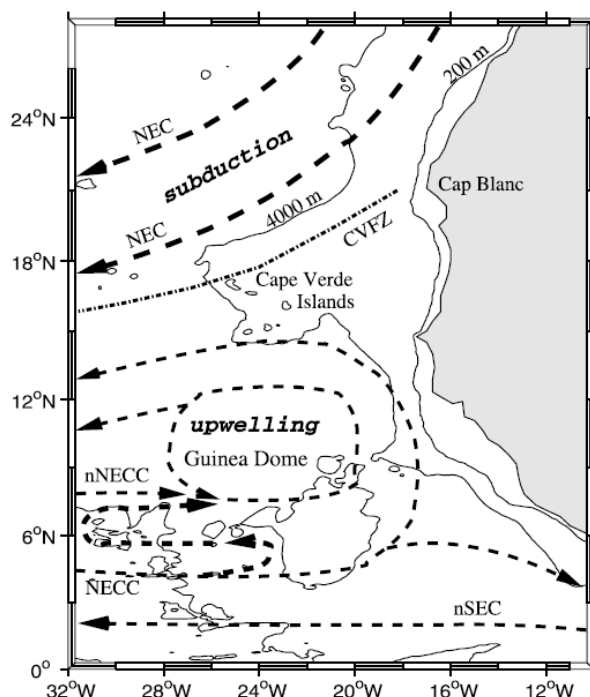 200 m
24°N
NEC
subduction
Cap Blanc
4000 m
NEC
CVFZ
18°N
Cape Verde
Islands
12°N
upwelling
Guinea Dome
nNECC
6°N
NECC
nSEC
0°
32°W
28°W
24°W
20°W
16°W
12°W